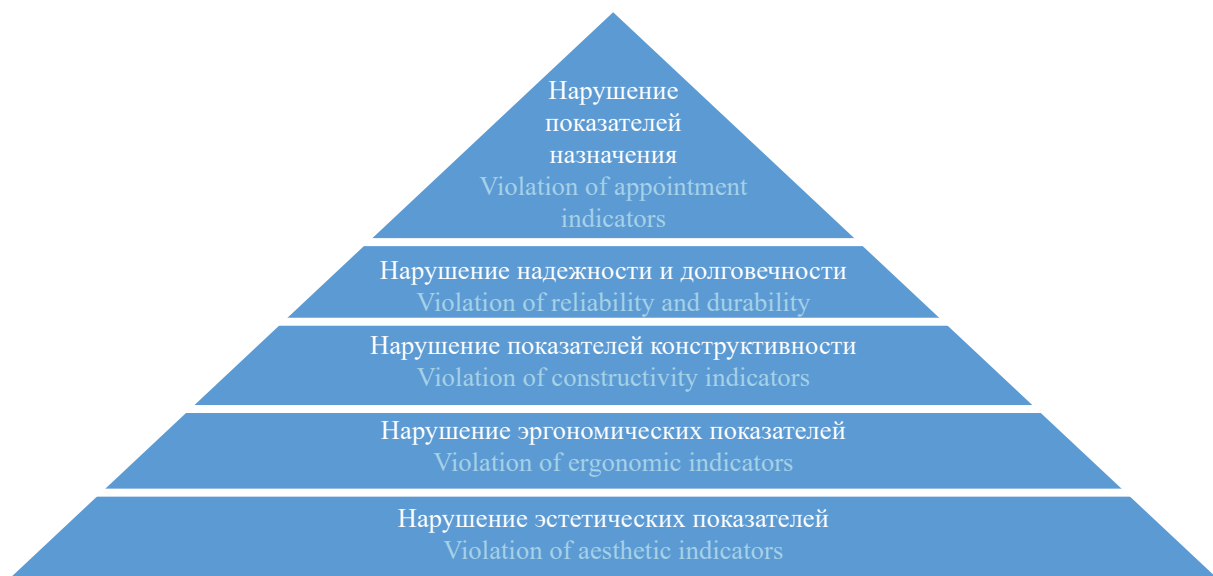 Нарушение
показателей
назначения
Violation of appointment
indicators
Нарушение надежности и долговечности
Violation of reliability and durability
Нарушение показателей конструктивности
Violation of constructivity indicators
Нарушение эргономических показателей
Violation of ergonomic indicators
Нарушение эстетических показателей
Violation of aesthetic indicators